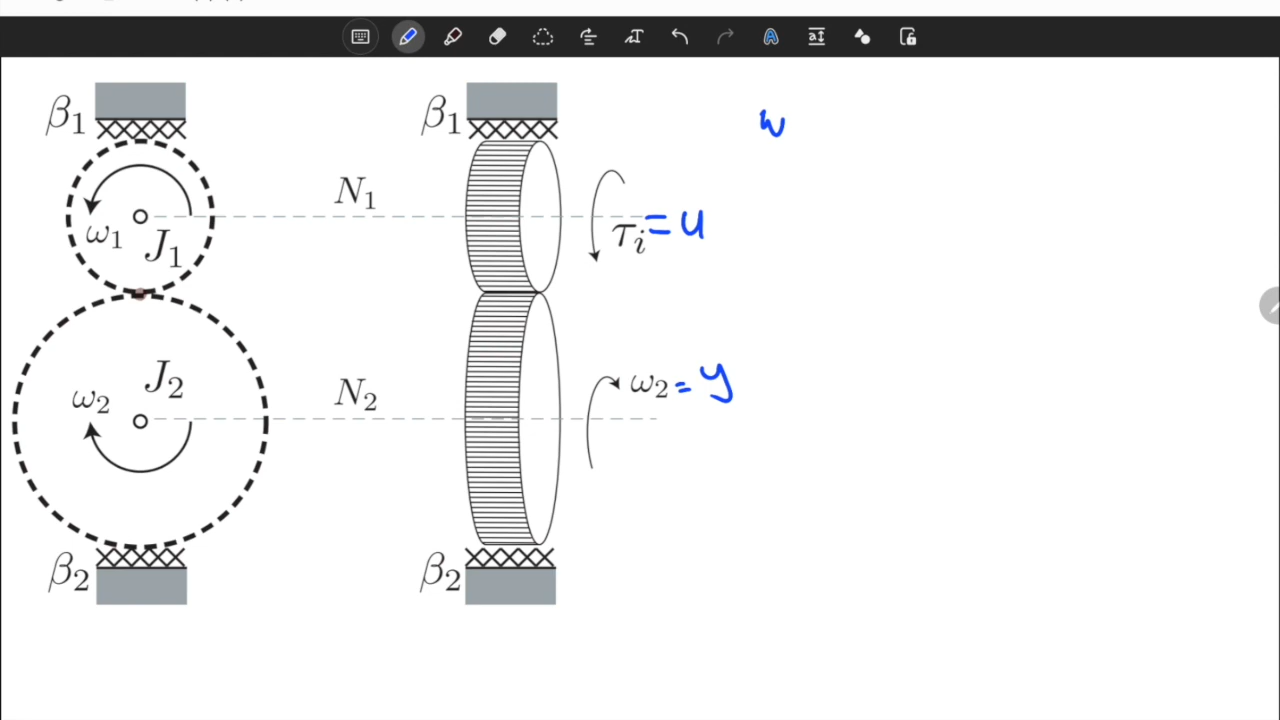 β₁
β₁
w
N₁
ω₁
J₁
τᵢ = u
J₂
ω₂
N₂
ω₂ = y
β₂
β₂